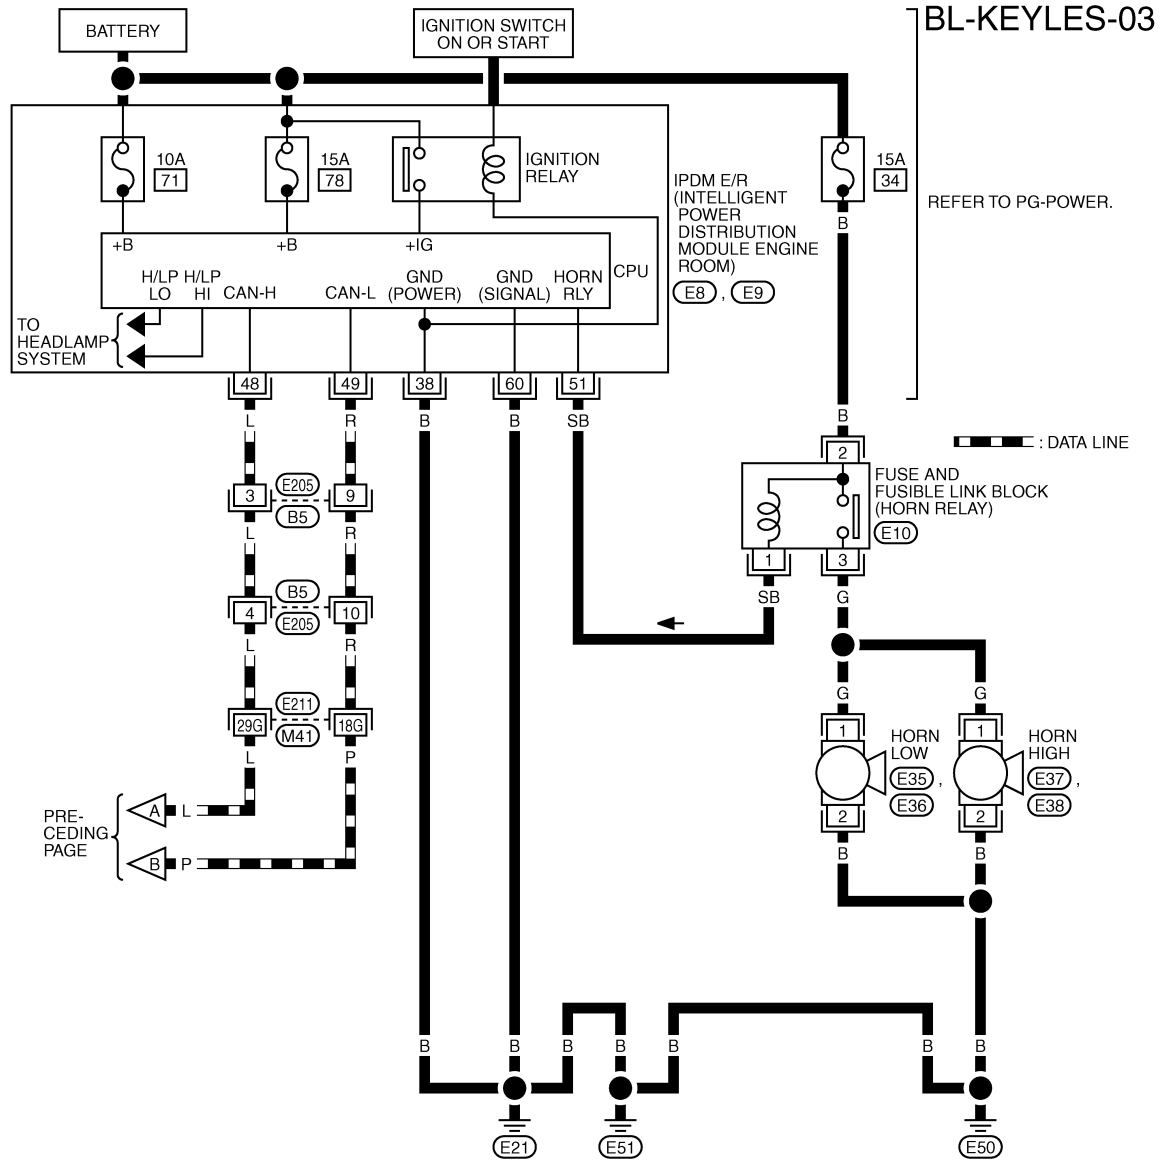 BL-KEYLES-03
BATTERY
IGNITION SWITCH
ON OR START
10A
71
15A
78
IGNITION
RELAY
15A
34
REFER TO PG-POWER.
IPDM E/R
(INTELLIGENT
POWER
DISTRIBUTION
MODULE ENGINE
ROOM)
E8 , E9
B
+B
+B
+IG
CPU
H/LP
LO
H/LP
HI
CAN-H
CAN-L
GND
(POWER)
GND
(SIGNAL)
HORN
RLY
TO
HEADLAMP
SYSTEM
48
49
38
60
51
L
R
B
B
SB
B
: DATA LINE
2
FUSE AND
FUSIBLE LINK BLOCK
(HORN RELAY)
E10
3
E205
B5
9
L
R
1
3
SB
G
4
B5
E205
10
L
R
G
G
29G
E211
M41
18G
L
P
1
HORN
LOW
E35 ,
E36
2
1
HORN
HIGH
E37 ,
E38
2
PRE-
CEDING
PAGE
A
L
B
P
B
B
B
B
B
B
B
B
B
E21
E51
E50